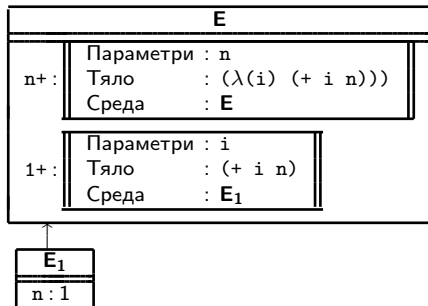 E
Параметри : n
n+ : Тяло : (λ(i) (+ i n)))
Среда : E
Параметри : i
1+ : Тяло : (+ i n)
Среда : E₁
E₁
n : 1